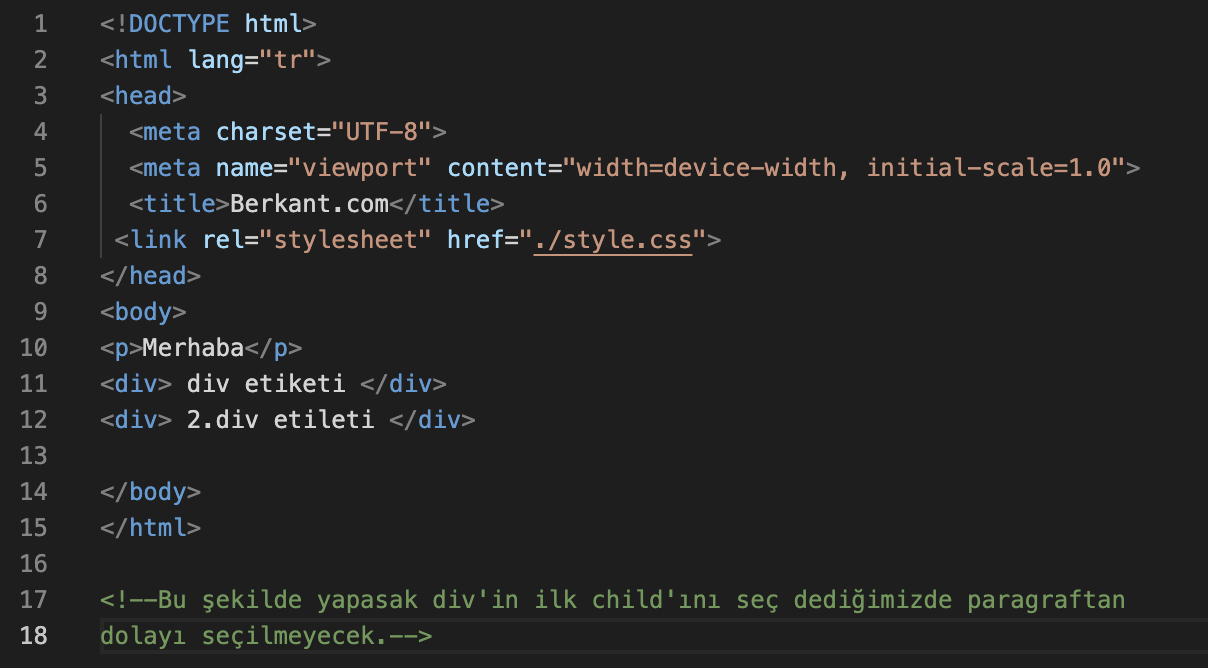 1 <!DOCTYPE html>
2 <html lang="tr">
3 <head>
4 <meta charset="UTF-8">
5 <meta name="viewport" content="width=device-width, initial-scale=1.0">
6 <title>Berkant.com</title>
7 <link rel="stylesheet" href="./style.css">
8 </head>
9 <body>
10 <p>Merhaba</p>
11 <div> div etiketi </div>
12 <div> 2.div etileti </div>
13
14 </body>
15 </html>
16
17 <!--Bu şekilde yapasak div'in ilk child'ını seç dediğimizde paragraftan
18 dolayı seçilmeyecek.-->